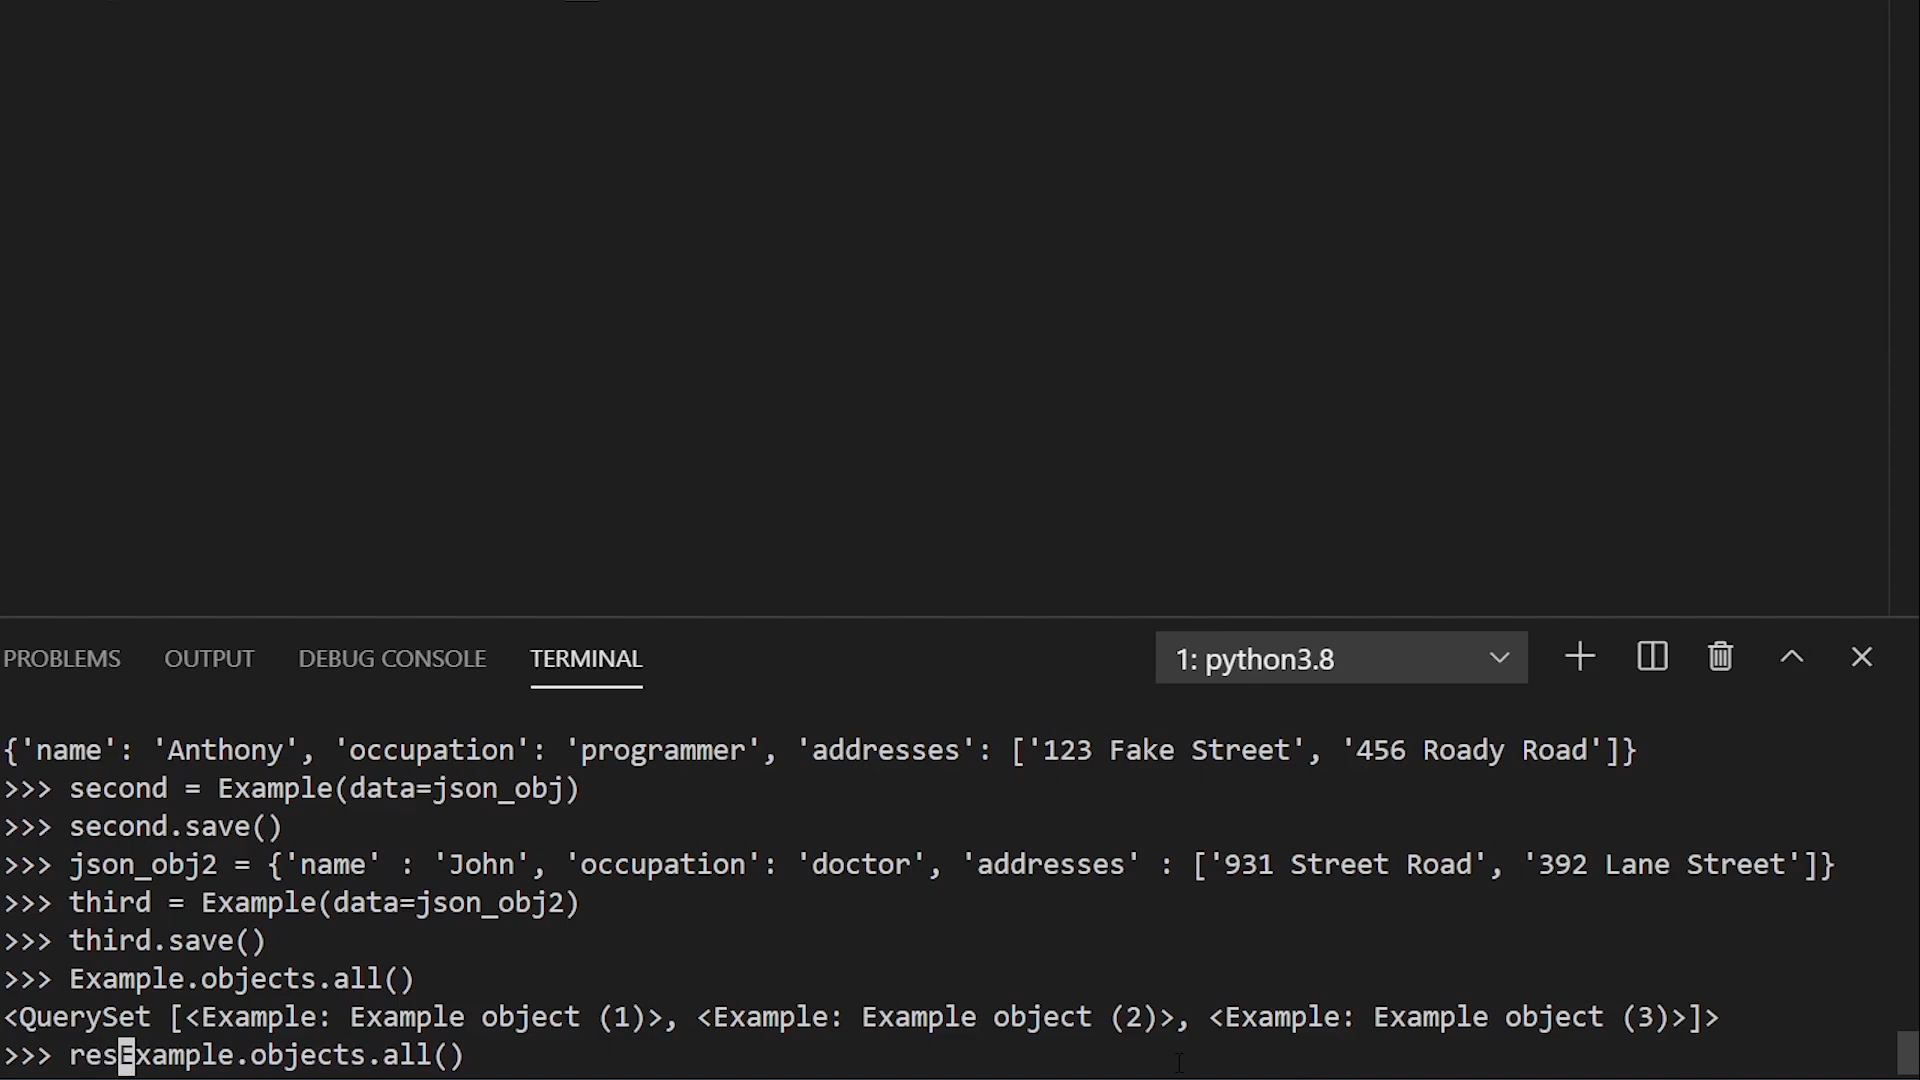 PROBLEMS OUTPUT DEBUG CONSOLE TERMINAL 1: python3.8
{'name': 'Anthony', 'occupation': 'programmer', 'addresses': ['123 Fake Street', '456 Roady Road']}
>>> second = Example(data=json_obj)
>>> second.save()
>>> json_obj2 = {'name' : 'John', 'occupation': 'doctor', 'addresses' : ['931 Street Road', '392 Lane Street']}
>>> third = Example(data=json_obj2)
>>> third.save()
>>> Example.objects.all()
<QuerySet [<Example: Example object (1)>, <Example: Example object (2)>, <Example: Example object (3)>]>
>>> resExample.objects.all()